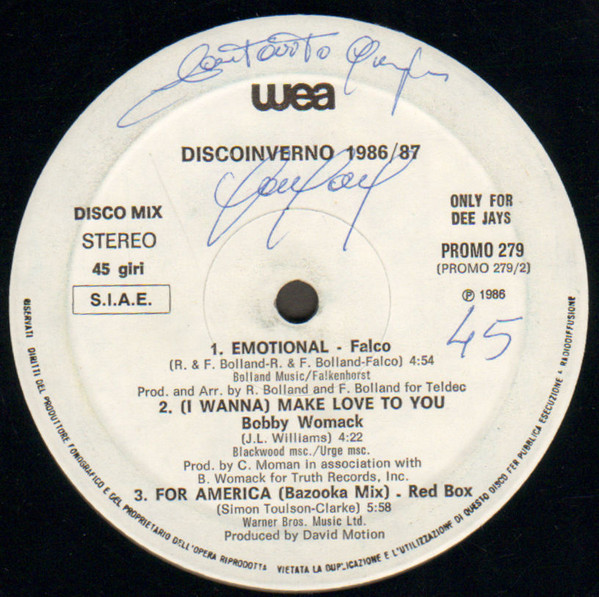 wea
DISCOINVERNO 1986/87
DISCO MIX
STEREO
45 giri
S.I.A.E.
ONLY FOR
DEE JAYS
PROMO 279
(PROMO 279/2)
℗ 1986
45
1. EMOTIONAL - Falco
(R. & F. Bolland-R. & F. Bolland-Falco) 4:54
Bolland Music/Falkenhorst
Prod. and Arr. by R. Bolland and F. Bolland for Teldec
2. (I WANNA) MAKE LOVE TO YOU
Bobby Womack
(J.L. Williams) 4:22
Blackwood msc./Urge msc.
Prod. by C. Moman in association with
B. Womack for Truth Records, Inc.
3. FOR AMERICA (Bazooka Mix) - Red Box
(Simon Toulson-Clarke) 5:58
Warner Bros. Music Ltd.
Produced by David Motion
RISERVATI DIRITTI DEL PRODUTTORE FONOGRAFICO E DEL PROPRIETARIO DELL'OPERA RIPRODOTTA VIETATA LA DUPLICAZIONE E L'UTILIZZAZIONE DI QUESTO DISCO PER PUBBLICA ESECUZIONE E RADIODIFFUSIONE